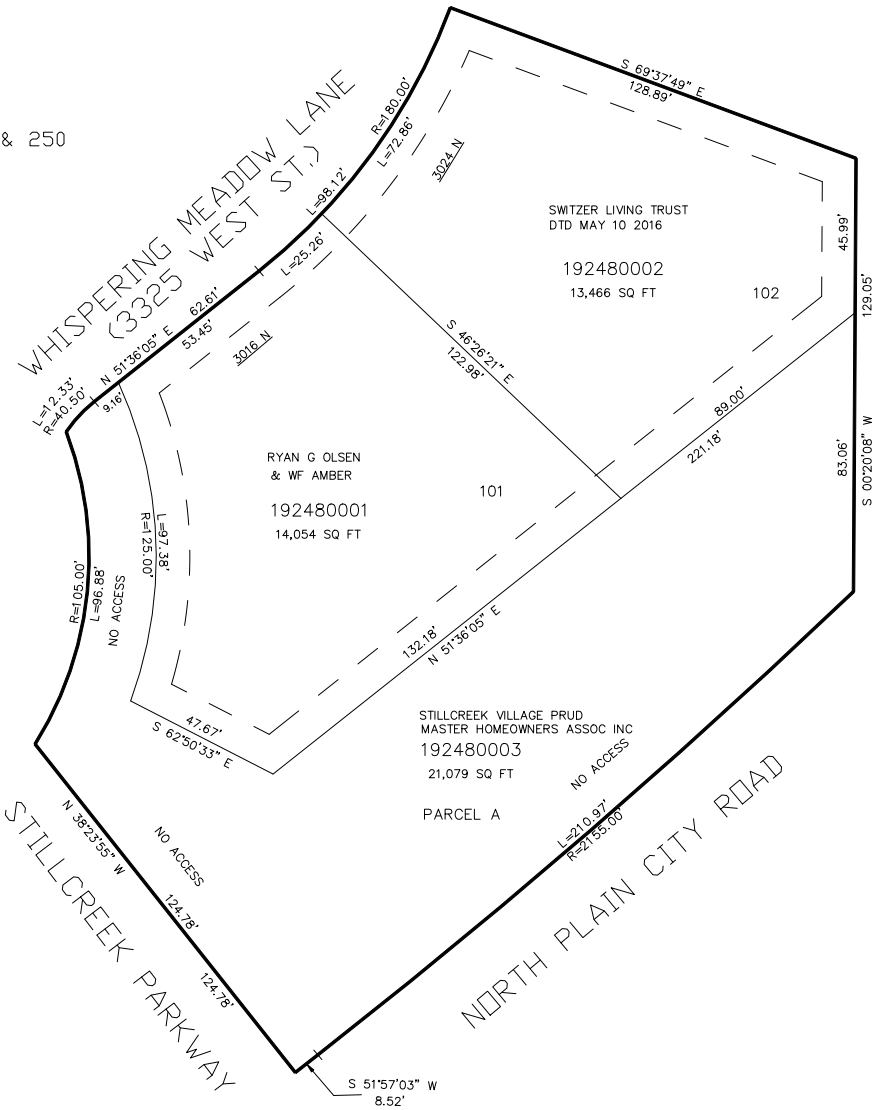 & 250
WHISPERING MEADOW LANE
(3325 WEST ST.)
S 69°37'49" E
128.89'
R=180.00'
L=72.86'
L=98.12'
L=25.26'
3024 N
SWITZER LIVING TRUST
DTD MAY 10 2016
192480002
13,466 SQ FT
102
45.99'
129.05'
83.06'
S 00°20'08" W
62.61'
N 51°36'05" E
53.45'
9.16'
3016 N
L=12.33'
R=40.50'
S 46°26'21" E
122.98'
89.00'
221.18'
RYAN G OLSEN
& WF AMBER
192480001
14,054 SQ FT
101
L=97.38'
R=125.00'
R=105.00'
L=96.88'
NO ACCESS
132.18'
N 51°36'05" E
47.67'
S 62°50'33" E
STILLCREEK VILLAGE PRUD
MASTER HOMEOWNERS ASSOC INC
192480003
21,079 SQ FT
PARCEL A
NO ACCESS
L=210.97'
R=2155.00'
NORTH PLAIN CITY ROAD
N 38°23'55" W
NO ACCESS
124.78'
124.78'
STILLCREEK PARKWAY
S 51°57'03" W
8.52'